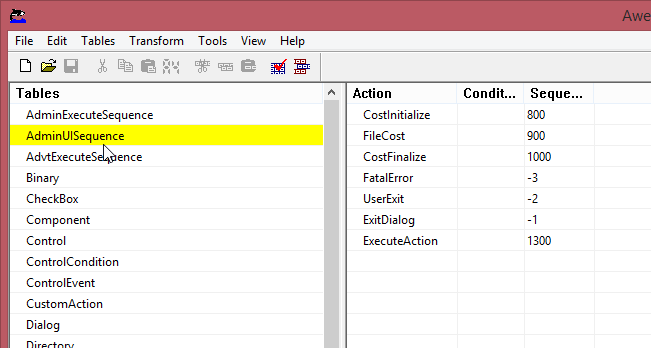 Awe
File Edit Tables Transform Tools View Help
Tables
AdminExecuteSequence
AdminUISequence
AdvtExecuteSequence
Binary
CheckBox
Component
Control
ControlCondition
ControlEvent
CustomAction
Dialog
Directory
Action Condit... Seque...
CostInitialize 800
FileCost 900
CostFinalize 1000
FatalError -3
UserExit -2
ExitDialog -1
ExecuteAction 1300